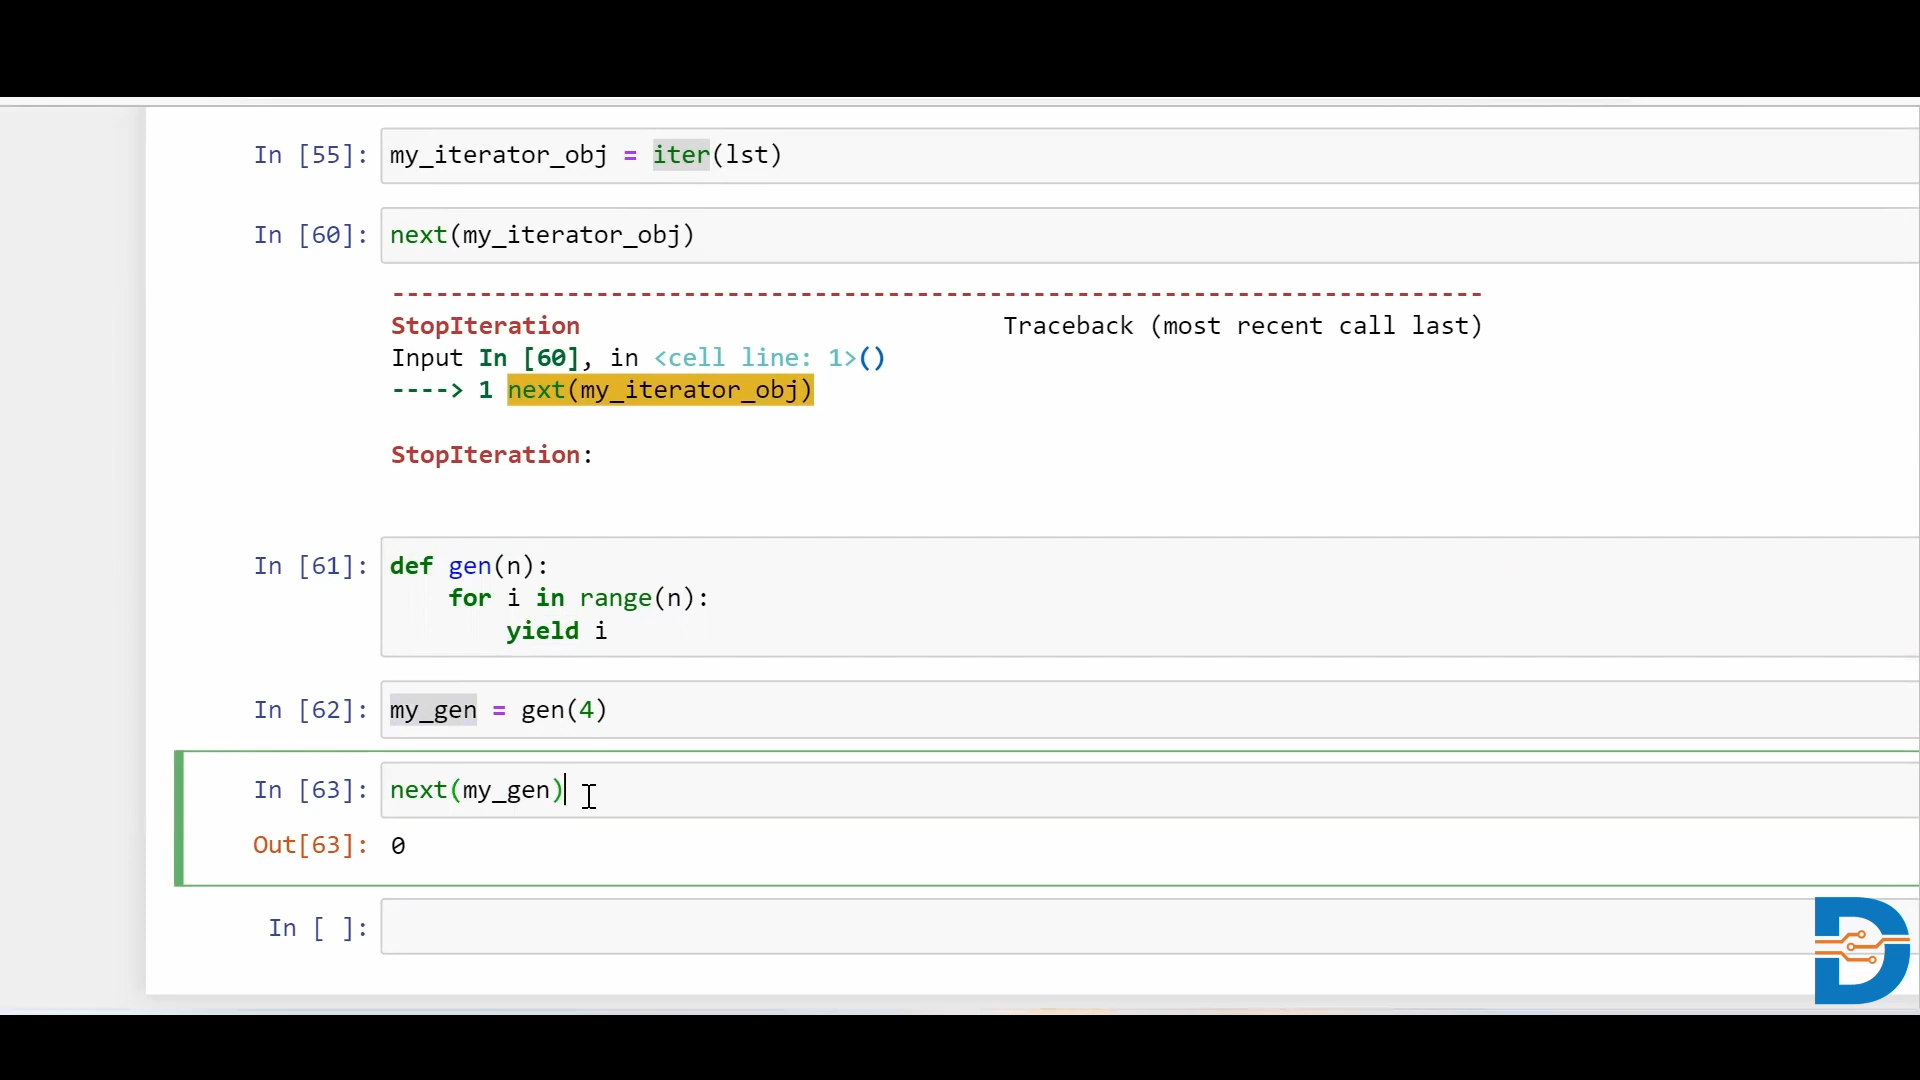 In [55]: my_iterator_obj = iter(lst)
In [60]: next(my_iterator_obj)
---------------------------------------------------------------------------
StopIteration Traceback (most recent call last)
Input In [60], in <cell line: 1>()
----> 1 next(my_iterator_obj)
StopIteration:
In [61]: def gen(n):
for i in range(n):
yield i
In [62]: my_gen = gen(4)
In [63]: next(my_gen)
Out[63]: 0
In [ ]: